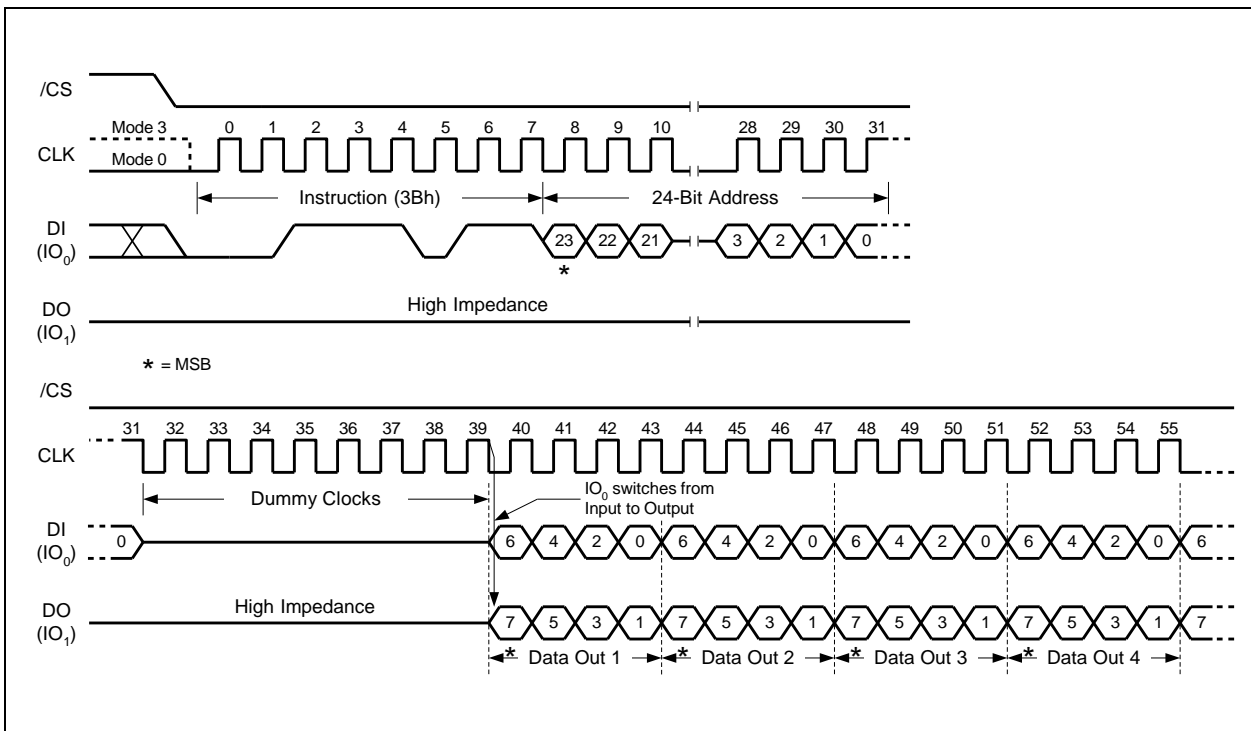 /CS
Mode 3 0 1 2 3 4 5 6 7 8 9 10 28 29 30 31
CLK
Mode 0
Instruction (3Bh) 24-Bit Address
DI
(IO0)
23 22 21 3 2 1 0
*
High Impedance
DO
(IO1)
* = MSB
/CS
31 32 33 34 35 36 37 38 39 40 41 42 43 44 45 46 47 48 49 50 51 52 53 54 55
CLK
Dummy Clocks
IO0 switches from
Input to Output
DI
(IO0)
0 6 4 2 0 6 4 2 0 6 4 2 0 6 4 2 0 6
High Impedance
DO
(IO1)
7 5 3 1 7 5 3 1 7 5 3 1 7 5 3 1 7
* Data Out 1 * Data Out 2 * Data Out 3 * Data Out 4